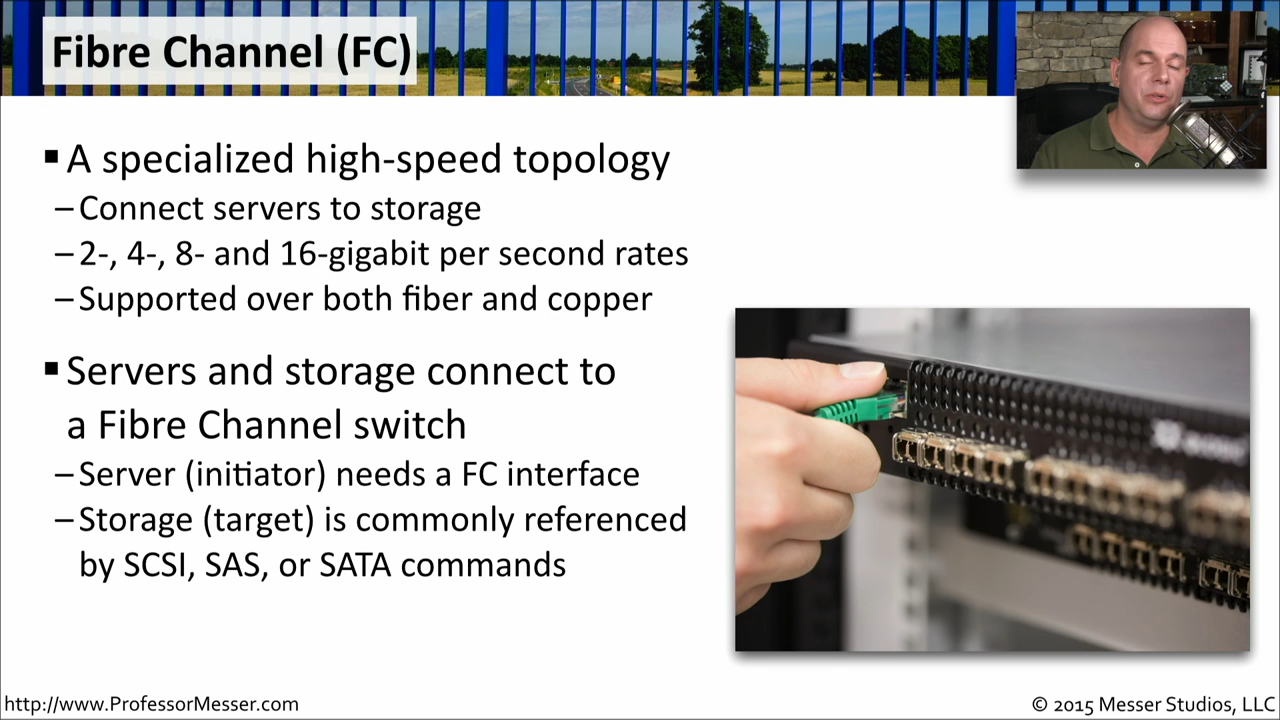 Fibre Channel (FC)
▪ A specialized high-speed topology
– Connect servers to storage
– 2-, 4-, 8- and 16-gigabit per second rates
– Supported over both fiber and copper
▪ Servers and storage connect to
a Fibre Channel switch
– Server (initiator) needs a FC interface
– Storage (target) is commonly referenced
by SCSI, SAS, or SATA commands
http://www.ProfessorMesser.com
© 2015 Messer Studios, LLC